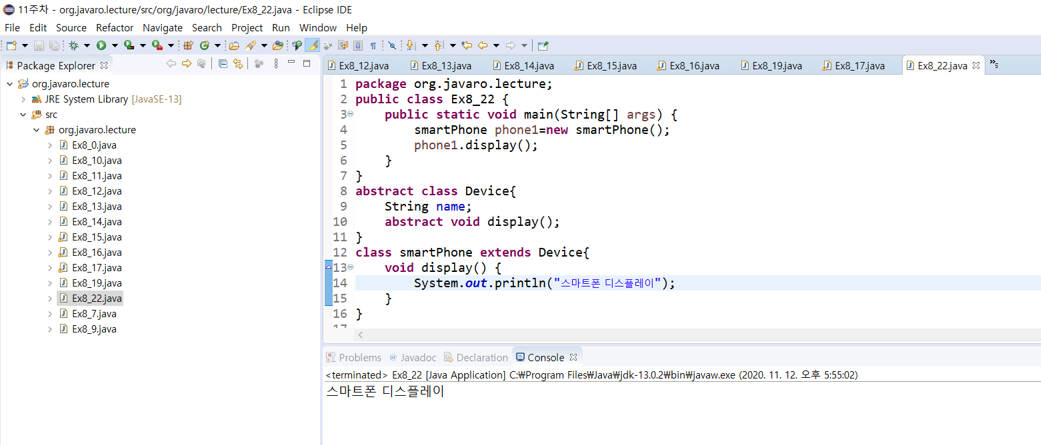 11주차 - org.javaro.lecture/src/org/javaro/lecture/Ex8_22.java - Eclipse IDE
File Edit Source Refactor Navigate Search Project Run Window Help
Package Explorer
org.javaro.lecture
JRE System Library [JavaSE-13]
src
org.javaro.lecture
Ex8_0.java
Ex8_10.java
Ex8_11.java
Ex8_12.java
Ex8_13.java
Ex8_14.java
Ex8_15.java
Ex8_16.java
Ex8_17.java
Ex8_19.java
Ex8_22.java
Ex8_7.java
Ex8_9.java
Ex8_12.java Ex8_13.java Ex8_14.java Ex8_15.java Ex8_16.java Ex8_19.java Ex8_17.java Ex8_22.java »5
1 package org.javaro.lecture;
2 public class Ex8_22 {
3 public static void main(String[] args) {
4 smartPhone phone1=new smartPhone();
5 phone1.display();
6 }
7 }
8 abstract class Device{
9 String name;
10 abstract void display();
11 }
12 class smartPhone extends Device{
13 void display() {
14 System.out.println("스마트폰 디스플레이");
15 }
16 }
17
Problems Javadoc Declaration Console
<terminated> Ex8_22 [Java Application] C:₩Program Files₩Java₩jdk-13.0.2₩bin₩javaw.exe (2020. 11. 12. 오후 5:55:02)
스마트폰 디스플레이